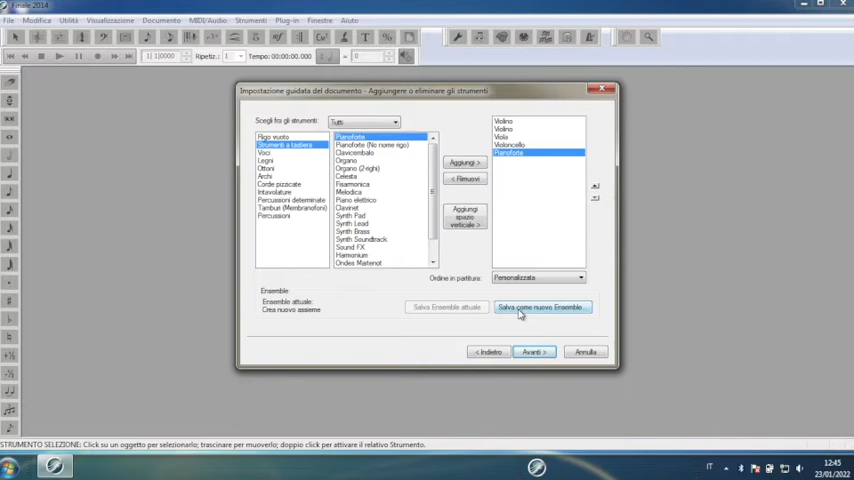 Finale 2014
File Modifica Utilità Visualizzazione Documento MIDI/Audio Strumenti Plug-in Finestre Aiuto
1| 1|0000 Ripetiz.: 1 Tempo: 00:00:00.000 = 0
Impostazione guidata del documento - Aggiungere o eliminare gli strumenti
Scegli fra gli strumenti: Tutti
Rigo vuoto
Strumenti a tastiera
Voci
Legni
Ottoni
Archi
Corde pizzicate
Intavolature
Percussioni determinate
Tamburi (Membranofoni)
Percussioni
Pianoforte
Pianoforte (No nome rigo)
Clavicembalo
Organo
Organo (2-righi)
Celesta
Fisarmonica
Melodica
Piano elettrico
Clavinet
Synth Pad
Synth Lead
Synth Brass
Synth Soundtrack
Sound FX
Harmonium
Ondes Martenot
Aggiungi >
< Rimuovi
Aggiungi
spazio
verticale >
Violino
Violino
Viola
Violoncello
Pianoforte
Ordine in partitura: Personalizzata
Ensemble
Ensemble attuale:
Crea nuovo assieme
Salva Ensemble attuale Salva come nuovo Ensemble...
< Indietro Avanti > Annulla
STRUMENTO SELEZIONE: Click su un oggetto per selezionarlo; trascinare per muoverlo; doppio click per attivare il relativo Strumento.
IT
12:45
23/01/2022